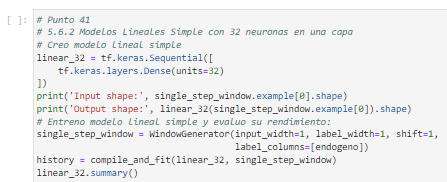 [ ]: # Punto 41
# 5.6.2 Modelos Lineales Simple con 32 neuronas en una capa
# Creo modelo lineal simple
linear_32 = tf.keras.Sequential([
    tf.keras.layers.Dense(units=32)
])
print('Input shape:', single_step_window.example[0].shape)
print('Output shape:', linear_32(single_step_window.example[0]).shape)
# Entreno modelo lineal simple y evaluo su rendimiento:
single_step_window = WindowGenerator(input_width=1, label_width=1, shift=1,
                                     label_columns=[endogeno])
history = compile_and_fit(linear_32, single_step_window)
linear_32.summary()